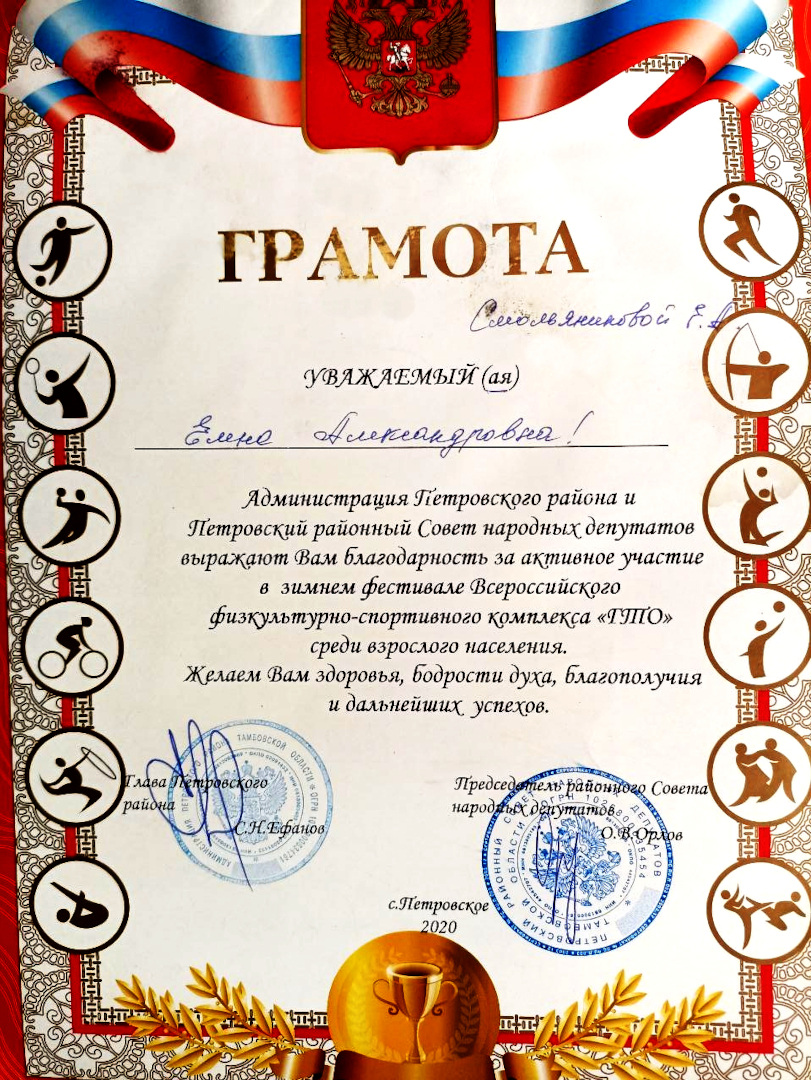 ГРАМОТА
Смольяниковой Е.А.
УВАЖАЕМЫЙ (ая)
Елена Александровна!
Администрация Петровского района и
Петровский районный Совет народных депутатов
выражают Вам благодарность за активное участие
в зимнем фестивале Всероссийского
физкультурно-спортивного комплекса «ГТО»
среди взрослого населения.
Желаем Вам здоровья, бодрости духа, благополучия
и дальнейших успехов.
Глава Петровского
района
С.Н.Ефанов
ТАМБОВСКОЙ ОБЛАСТИ
Председатель районного Совета
народных депутатов
О.В.Орлов
ПЕТРОВСКИЙ РАЙОННЫЙ СОВЕТ НАРОДНЫХ ДЕПУТАТОВ
ТАМБОВСКОЙ ОБЛАСТИ
с.Петровское
2020